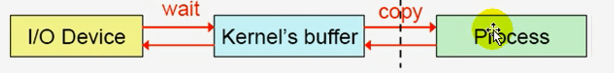 wait
copy
I/O Device
Kernel's buffer
Process